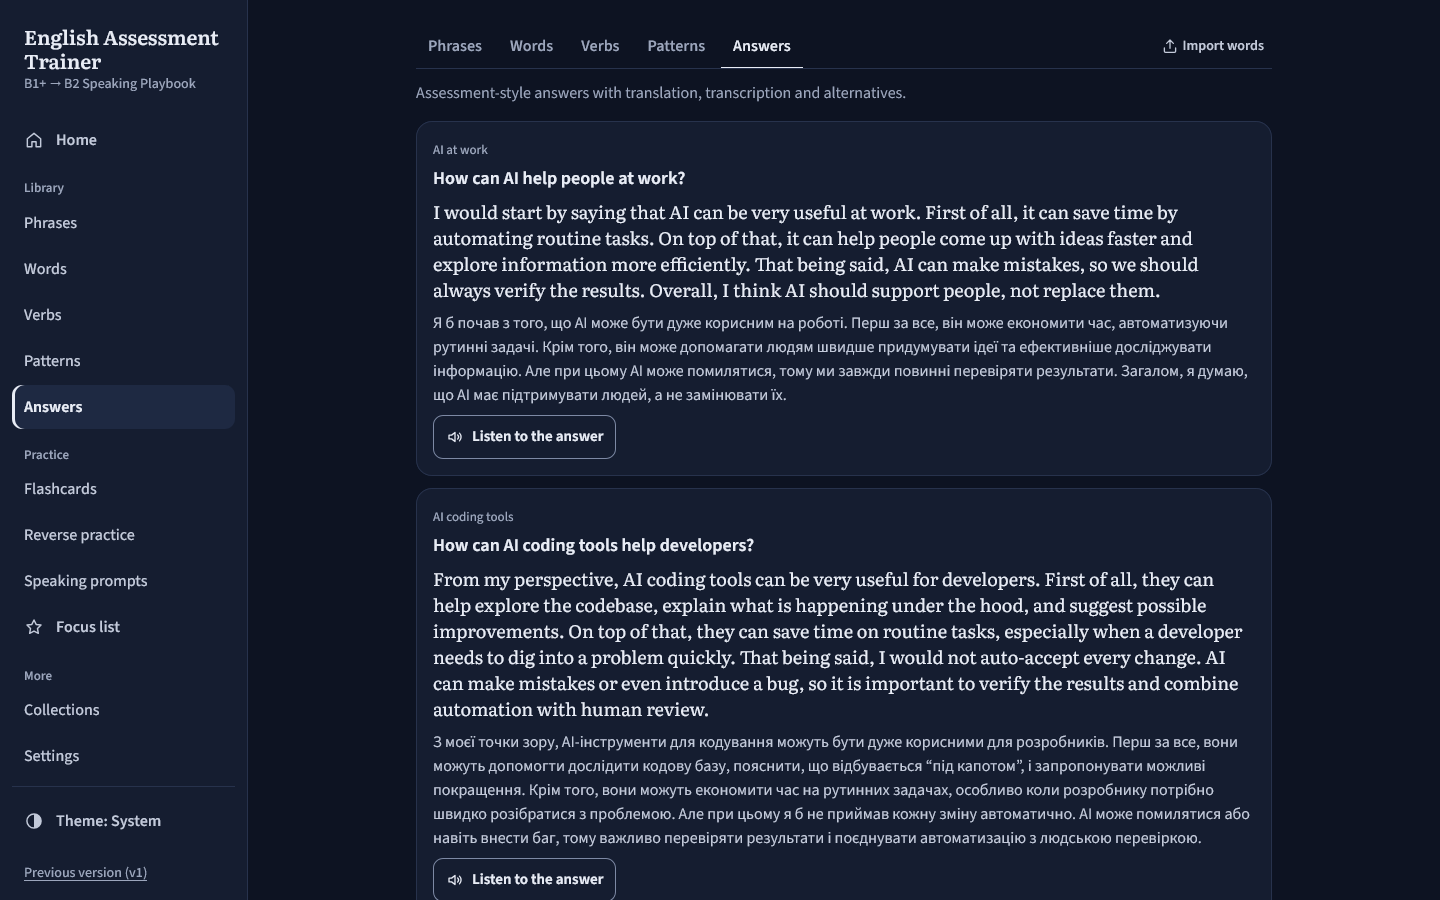 English Assessment
Trainer
B1+ → B2 Speaking Playbook
Home
Library
Phrases
Words
Verbs
Patterns
Answers
Practice
Flashcards
Reverse practice
Speaking prompts
Focus list
More
Collections
Settings
Theme: System
Previous version (v1)
Phrases Words Verbs Patterns Answers Import words
Assessment-style answers with translation, transcription and alternatives.
AI at work
How can AI help people at work?
I would start by saying that AI can be very useful at work. First of all, it can save time by
automating routine tasks. On top of that, it can help people come up with ideas faster and
explore information more efficiently. That being said, AI can make mistakes, so we should
always verify the results. Overall, I think AI should support people, not replace them.
Я б почав з того, що AI може бути дуже корисним на роботі. Перш за все, він може економити час, автоматизуючи
рутинні задачі. Крім того, він може допомагати людям швидше придумувати ідеї та ефективніше досліджувати
інформацію. Але при цьому AI може помилятися, тому ми завжди повинні перевіряти результати. Загалом, я думаю,
що AI має підтримувати людей, а не замінювати їх.
Listen to the answer
AI coding tools
How can AI coding tools help developers?
From my perspective, AI coding tools can be very useful for developers. First of all, they can
help explore the codebase, explain what is happening under the hood, and suggest possible
improvements. On top of that, they can save time on routine tasks, especially when a developer
needs to dig into a problem quickly. That being said, I would not auto-accept every change. AI
can make mistakes or even introduce a bug, so it is important to verify the results and combine
automation with human review.
З моєї точки зору, AI-інструменти для кодування можуть бути дуже корисними для розробників. Перш за все, вони
можуть допомогти дослідити кодову базу, пояснити, що відбувається “під капотом”, і запропонувати можливі
покращення. Крім того, вони можуть економити час на рутинних задачах, особливо коли розробнику потрібно
швидко розібратися з проблемою. Але при цьому я б не приймав кожну зміну автоматично. AI може помилятися або
навіть внести баг, тому важливо перевіряти результати і поєднувати автоматизацію з людською перевіркою.
Listen to the answer